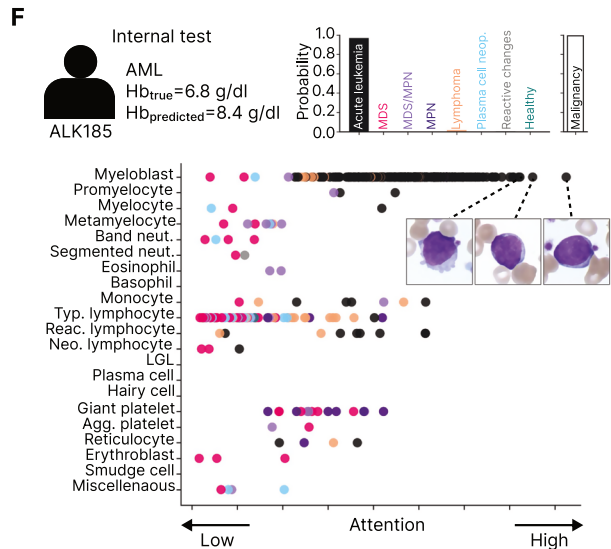 F
Internal test
AML
Hbtrue=6.8 g/dl
Hbpredicted=8.4 g/dl
ALK185
Probability
1.0
0.8
0.6
0.4
0.2
0.0
Acute leukemia
MDS
MDS/MPN
MPN
Lymphoma
Plasma cell neop.
Reactive changes
Healthy
Malignancy
Myeloblast
Promyelocyte
Myelocyte
Metamyelocyte
Band neut.
Segmented neut.
Eosinophil
Basophil
Monocyte
Typ. lymphocyte
Reac. lymphocyte
Neo. lymphocyte
LGL
Plasma cell
Hairy cell
Giant platelet
Agg. platelet
Reticulocyte
Erythroblast
Smudge cell
Miscellenaous
Attention
Low
High